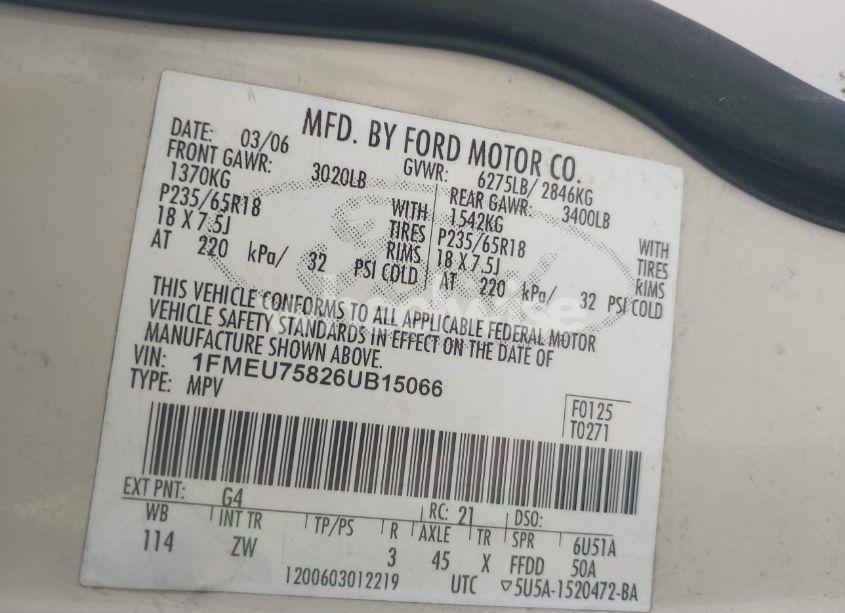 MFD. BY FORD MOTOR CO.
DATE: 03/06 GVWR: 6275LB/ 2846KG
FRONT GAWR: 3020LB REAR GAWR: 3400LB
1370KG WITH 1542KG WITH
P235/65R18 TIRES P235/65R18 TIRES
18 X 7.5J RIMS 18 X 7.5J RIMS
AT 220 kPa/ 32 PSI COLD AT 220 kPa/ 32 PSI COLD
THIS VEHICLE CONFORMS TO ALL APPLICABLE FEDERAL MOTOR
VEHICLE SAFETY STANDARDS IN EFFECT ON THE DATE OF
MANUFACTURE SHOWN ABOVE.
VIN: 1FMEU75826UB15066
TYPE: MPV
F0125
T0271
EXT PNT: G4 RC: 21 DSO:
WB INT TR TP/PS R AXLE TR SPR 6U51A
114 ZW 3 45 X FFDD 50A
1200603012219 UTC ▽5U5A-1520472-BA